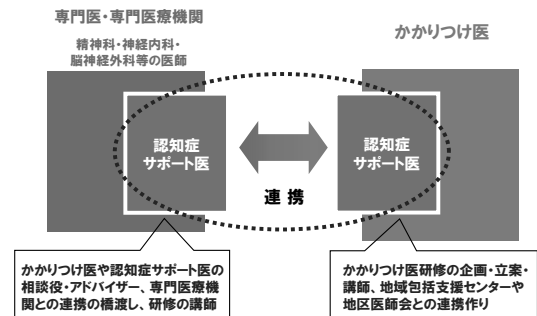 専門医・専門医療機関
精神科・神経内科・
脳神経外科等の医師
かかりつけ医
認知症
サポート医
認知症
サポート医
連携
かかりつけ医や認知症サポート医の
相談役・アドバイザー、専門医療機
関との連携の橋渡し、研修の講師
かかりつけ医研修の企画・立案・
講師、地域包括支援センターや
地区医師会との連携作り